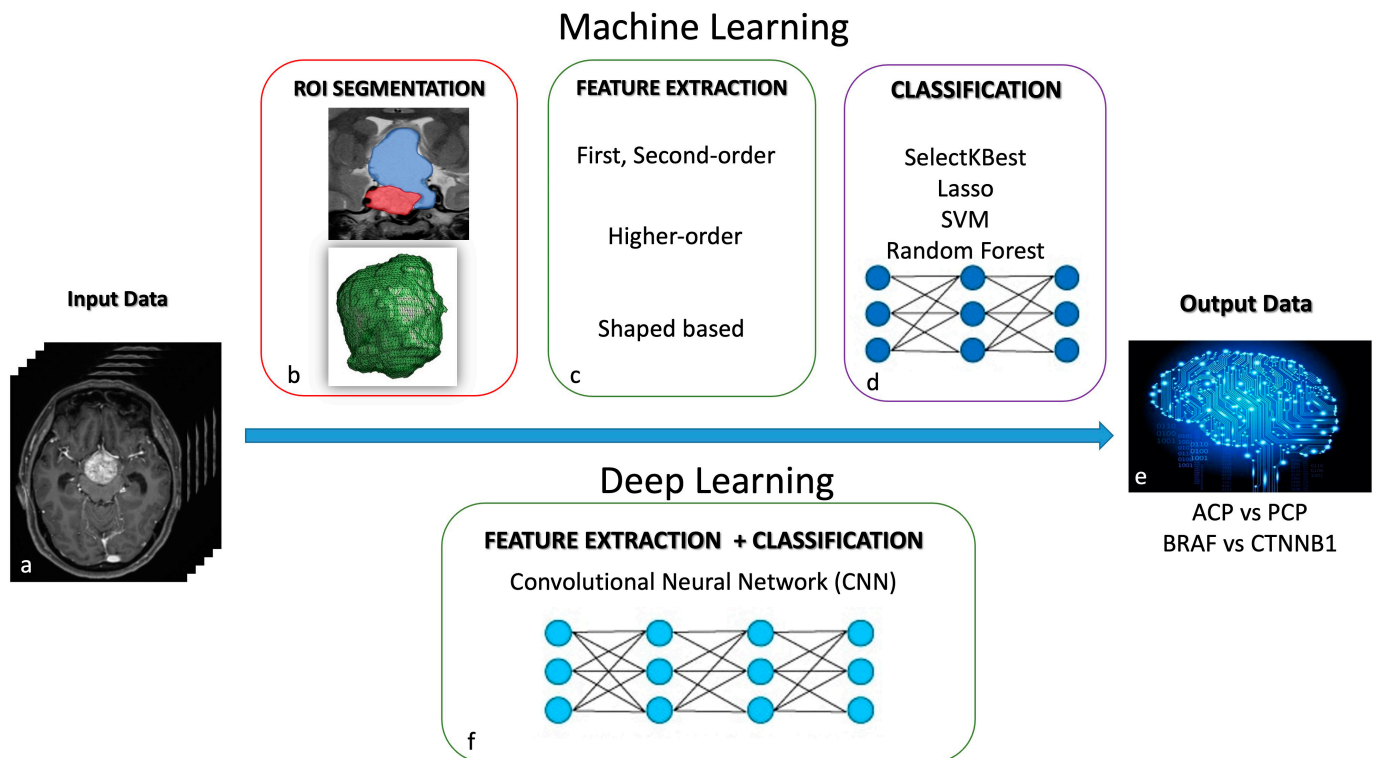 Machine Learning
ROI SEGMENTATION
b
FEATURE EXTRACTION
First, Second-order
Higher-order
Shaped based
c
CLASSIFICATION
SelectKBest
Lasso
SVM
Random Forest
d
Input Data
a
Output Data
e
ACP vs PCP
BRAF vs CTNNB1
Deep Learning
FEATURE EXTRACTION + CLASSIFICATION
Convolutional Neural Network (CNN)
f